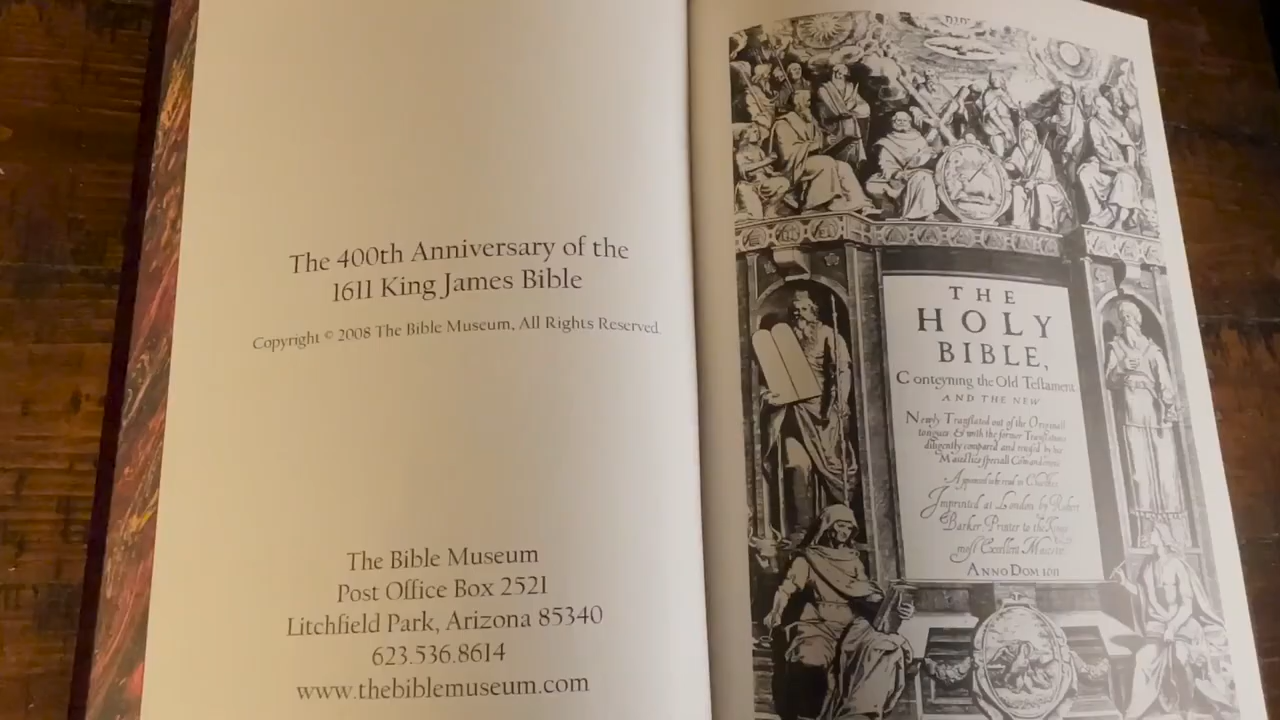 The 400th Anniversary of the
1611 King James Bible
Copyright © 2008 The Bible Museum, All Rights Reserved.
The Bible Museum
Post Office Box 2521
Litchfield Park, Arizona 85340
623.536.8614
www.thebiblemuseum.com
יהוה
THE
HOLY
BIBLE,
Conteyning the Old Testament,
AND THE NEW
Newly Translated out of the Originall
tongues & with the former Translations
diligently compared and reuised by his
Maiesties speciall Comandement
Appointed to be read in Churches
Imprinted at London by Robert
Barker, Printer to the Kings
most Excellent Maiestie
ANNO DOM 1611